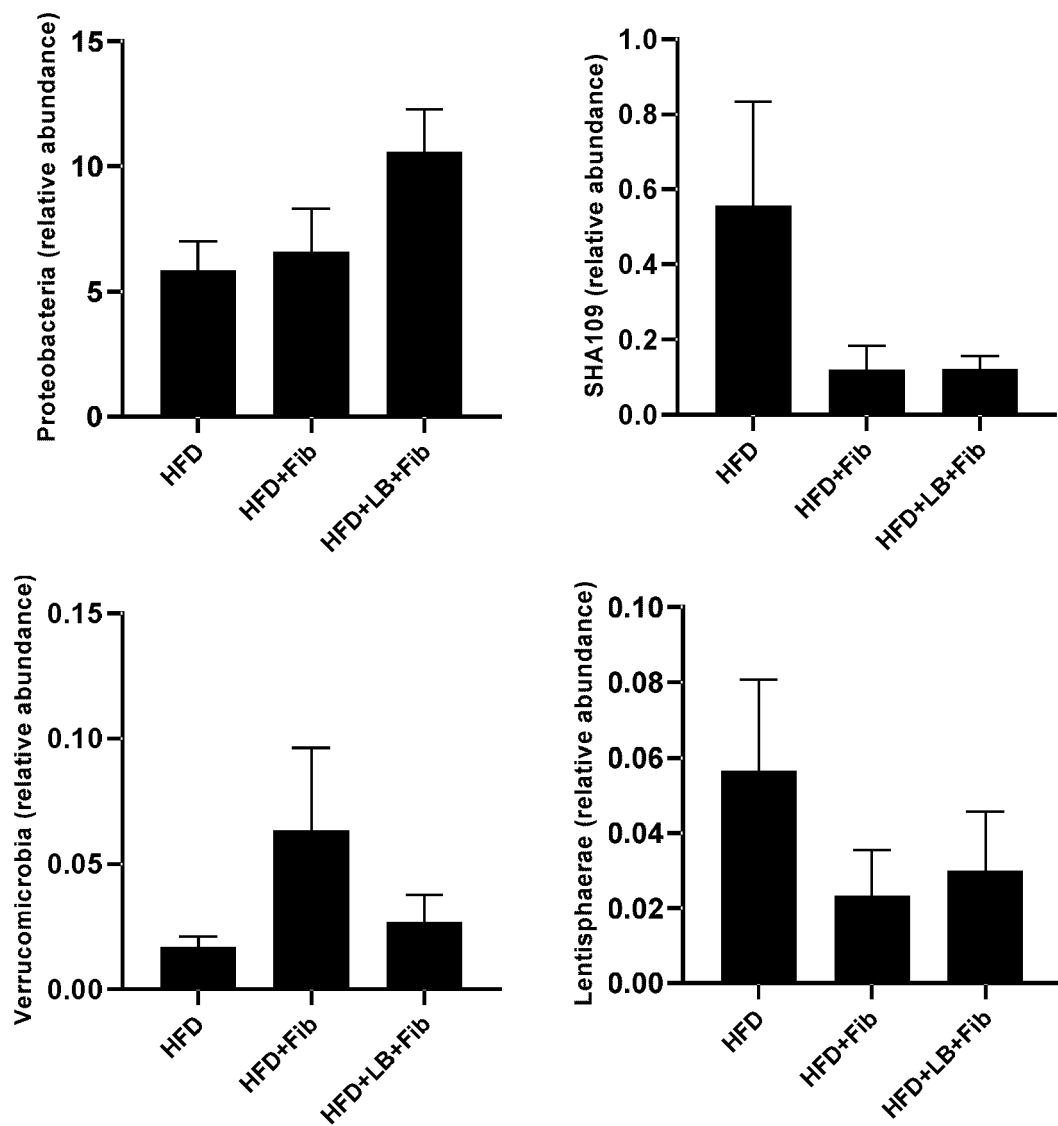 Proteobacteria (relative abundance)
15
10
5
0
HFD
HFD+Fib
HFD+LB+Fib
SHA109 (relative abundance)
1.0
0.8
0.6
0.4
0.2
0.0
HFD
HFD+Fib
HFD+LB+Fib
Verrucomicrobia (relative abundance)
0.15
0.10
0.05
0.00
HFD
HFD+Fib
HFD+LB+Fib
Lentisphaerae (relative abundance)
0.10
0.08
0.06
0.04
0.02
0.00
HFD
HFD+Fib
HFD+LB+Fib